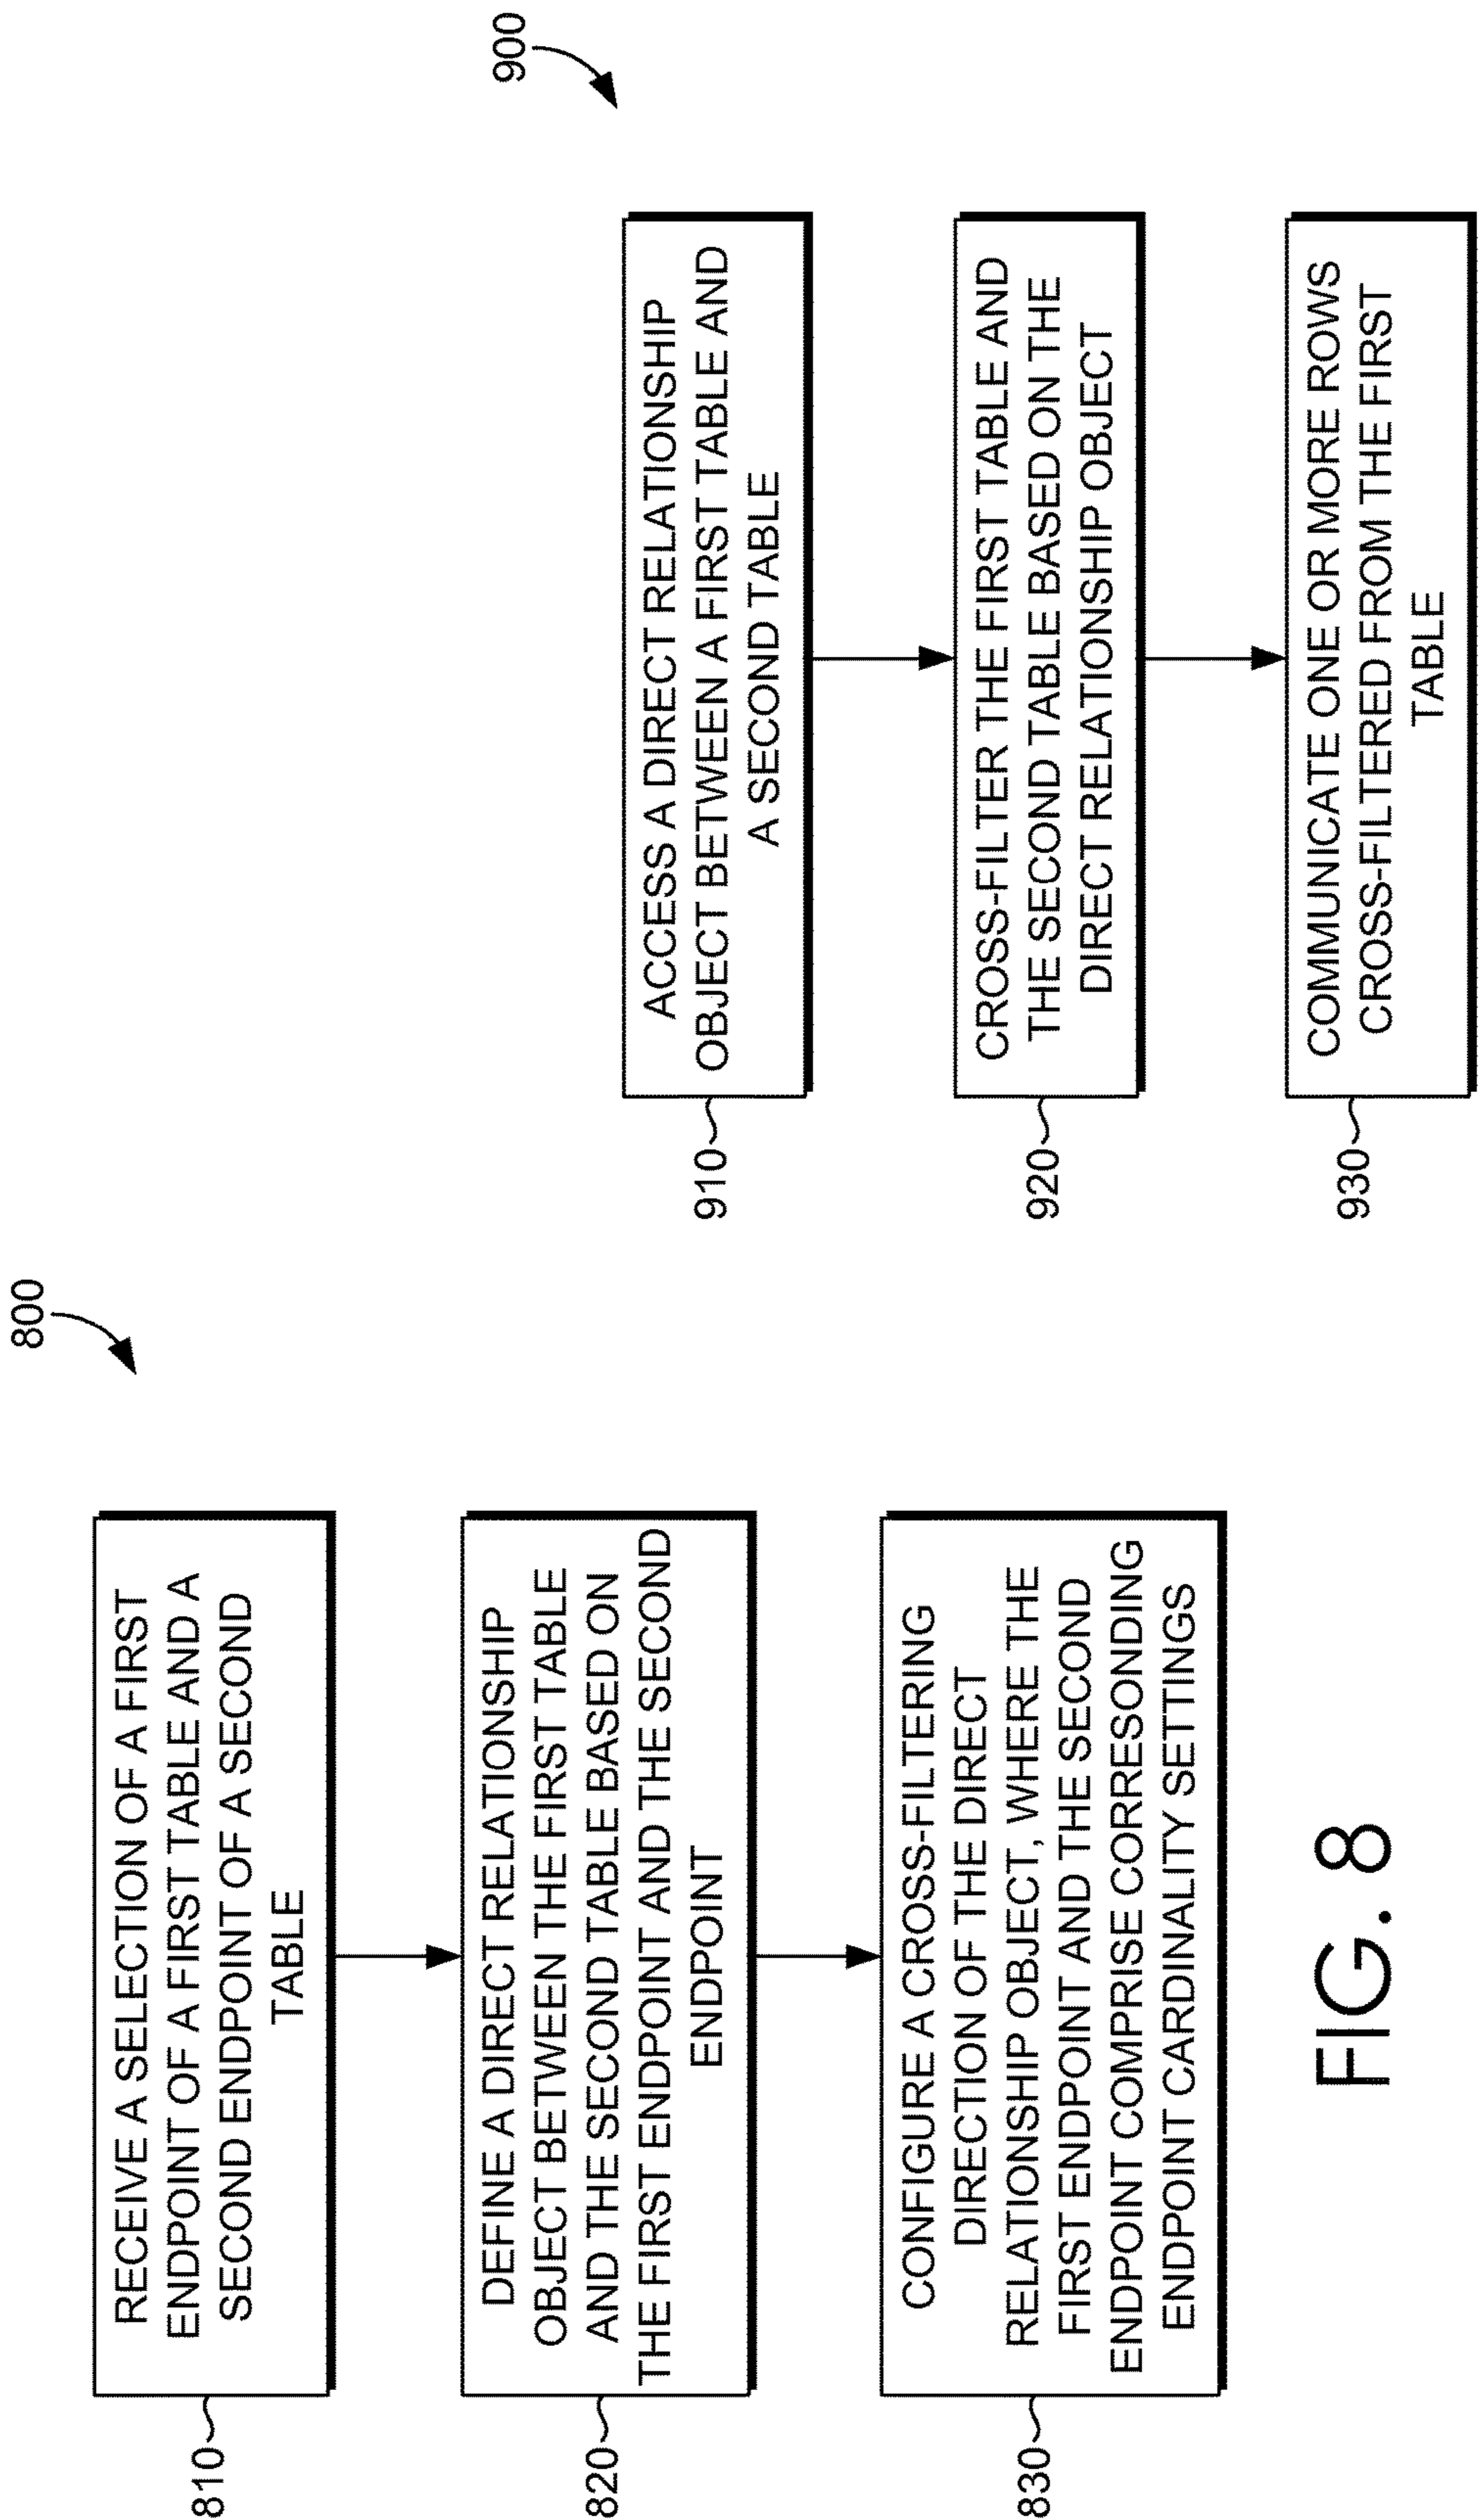 800
810
RECEIVE A SELECTION OF A FIRST
ENDPOINT OF A FIRST TABLE AND A
SECOND ENDPOINT OF A SECOND
TABLE
820
DEFINE A DIRECT RELATIONSHIP
OBJECT BETWEEN THE FIRST TABLE
AND THE SECOND TABLE BASED ON
THE FIRST ENDPOINT AND THE SECOND
ENDPOINT
830
CONFIGURE A CROSS-FILTERING
DIRECTION OF THE DIRECT
RELATIONSHIP OBJECT, WHERE THE
FIRST ENDPOINT AND THE SECOND
ENDPOINT COMPRISE CORRESONDING
ENDPOINT CARDINALITY SETTINGS
FIG. 8
900
910
ACCESS A DIRECT RELATIONSHIP
OBJECT BETWEEN A FIRST TABLE AND
A SECOND TABLE
920
CROSS-FILTER THE FIRST TABLE AND
THE SECOND TABLE BASED ON THE
DIRECT RELATIONSHIP OBJECT
930
COMMUNICATE ONE OR MORE ROWS
CROSS-FILTERED FROM THE FIRST
TABLE